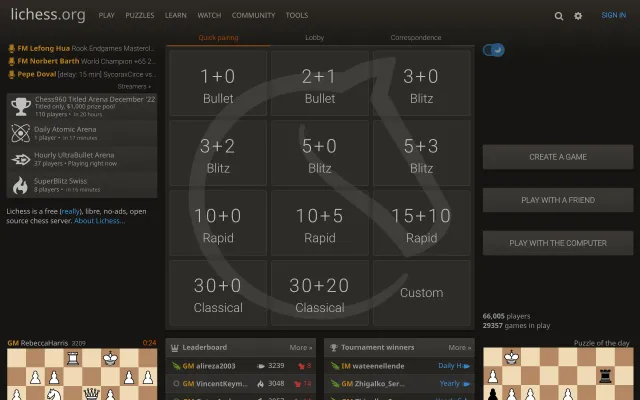 lichess.org PLAY PUZZLES LEARN WATCH COMMUNITY TOOLS SIGN IN
FM Lefong Hua Rook Endgames Mastercl...
FM Norbert Barth World Champion +65 2...
Pepe Doval [delay: 15 min] SycoraxCirce vs...
Streamers »
Chess960 Titled Arena December '22
Titled only, $1,000 prize pool
110 players • in 20 hours
Daily Atomic Arena
1 player • in 17 minutes
Hourly UltraBullet Arena
37 players • Playing right now
SuperBlitz Swiss
8 players • in 15 minutes
Lichess is a free (really), libre, no-ads, open
source chess server. About Lichess...
Quick pairing Lobby Correspondence
1+0 2+1 3+0
Bullet Bullet Blitz
3+2 5+0 5+3
Blitz Blitz Blitz
10+0 10+5 15+10
Rapid Rapid Rapid
30+0 30+20 Custom
Classical Classical
CREATE A GAME
PLAY WITH A FRIEND
PLAY WITH THE COMPUTER
66,005 players
29357 games in play
GM RebeccaHarris 3209 0:24
Leaderboard More »
GM alireza2003 3239 8
GM VincentKeym... 3048 14
Tournament winners More »
IM wateenellende Daily H
GM Zhigalko_Ser... Yearly
Puzzle of the day